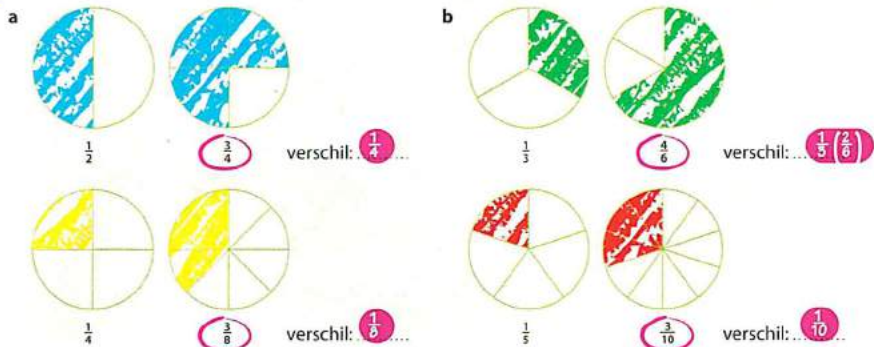 a b
1/2 3/4 verschil: 1/4
1/3 4/6 verschil: 1/3 (2/6)
1/4 3/8 verschil: 1/8
1/5 3/10 verschil: 1/10